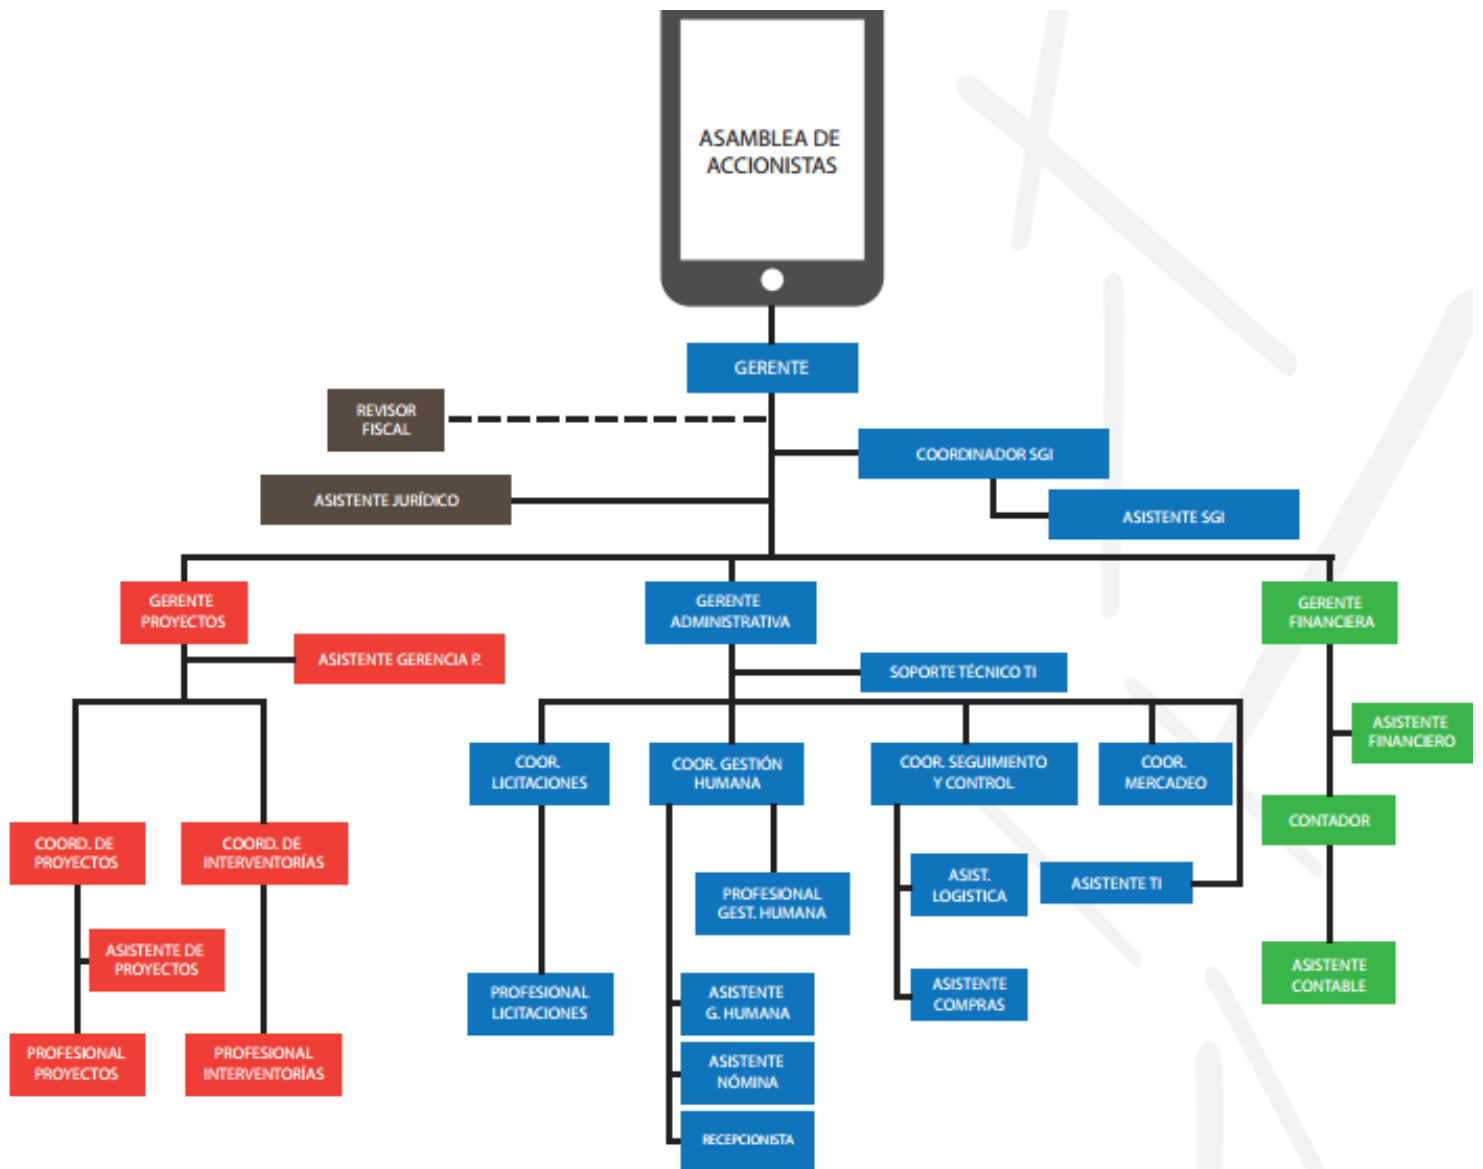 ASAMBLEA DE
ACCIONISTAS
GERENTE
REVISOR
FISCAL
COORDINADOR SGI
ASISTENTE JURÍDICO
ASISTENTE SGI
GERENTE
PROYECTOS
GERENTE
ADMINISTRATIVA
GERENTE
FINANCIERA
ASISTENTE GERENCIA P.
SOPORTE TÉCNICO TI
ASISTENTE
FINANCIERO
COOR.
LICITACIONES
COOR. GESTIÓN
HUMANA
COOR. SEGUIMIENTO
Y CONTROL
COOR.
MERCADEO
CONTADOR
COORD. DE
PROYECTOS
COORD. DE
INTERVENTORÍAS
ASIST.
LOGISTICA
ASISTENTE TI
PROFESIONAL
GEST. HUMANA
ASISTENTE DE
PROYECTOS
ASISTENTE
CONTABLE
PROFESIONAL
LICITACIONES
ASISTENTE
G. HUMANA
ASISTENTE
COMPRAS
PROFESIONAL
PROYECTOS
PROFESIONAL
INTERVENTORÍAS
ASISTENTE
NÓMINA
RECEPCIONISTA